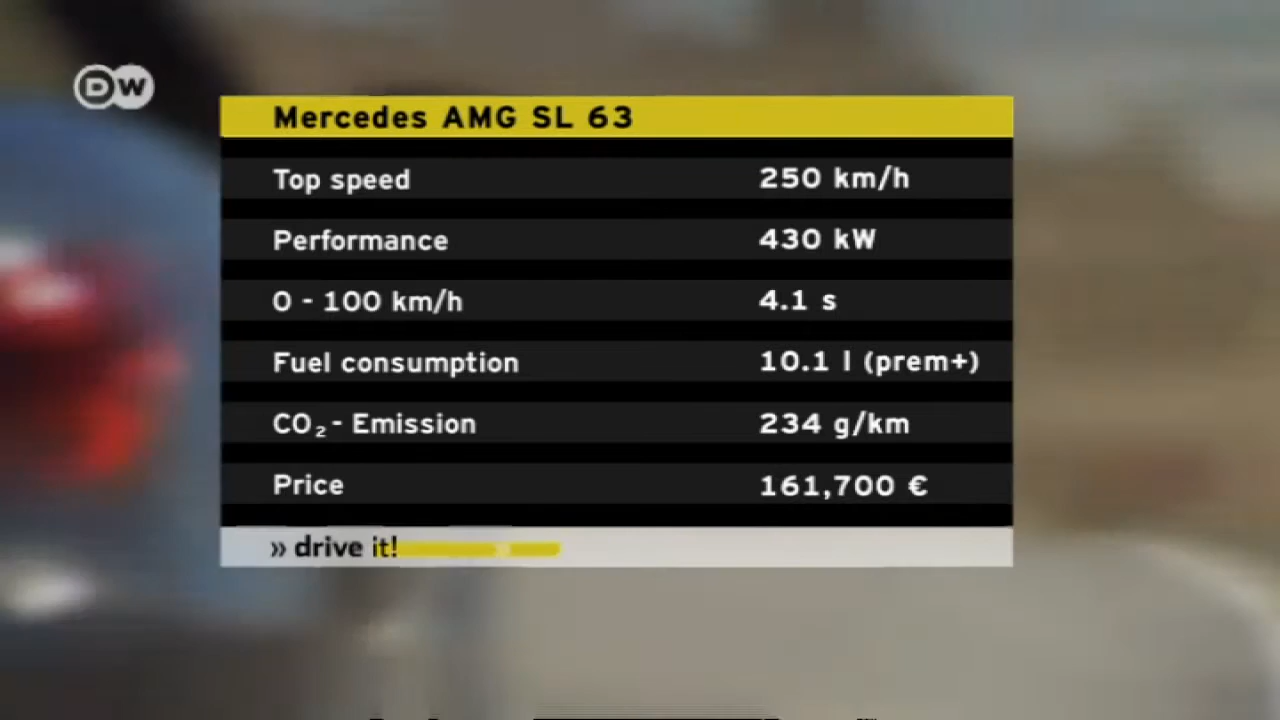 DW
Mercedes AMG SL 63
Top speed 250 km/h
Performance 430 kW
0 - 100 km/h 4.1 s
Fuel consumption 10.1 l (prem+)
CO₂- Emission 234 g/km
Price 161,700 €
» drive it!